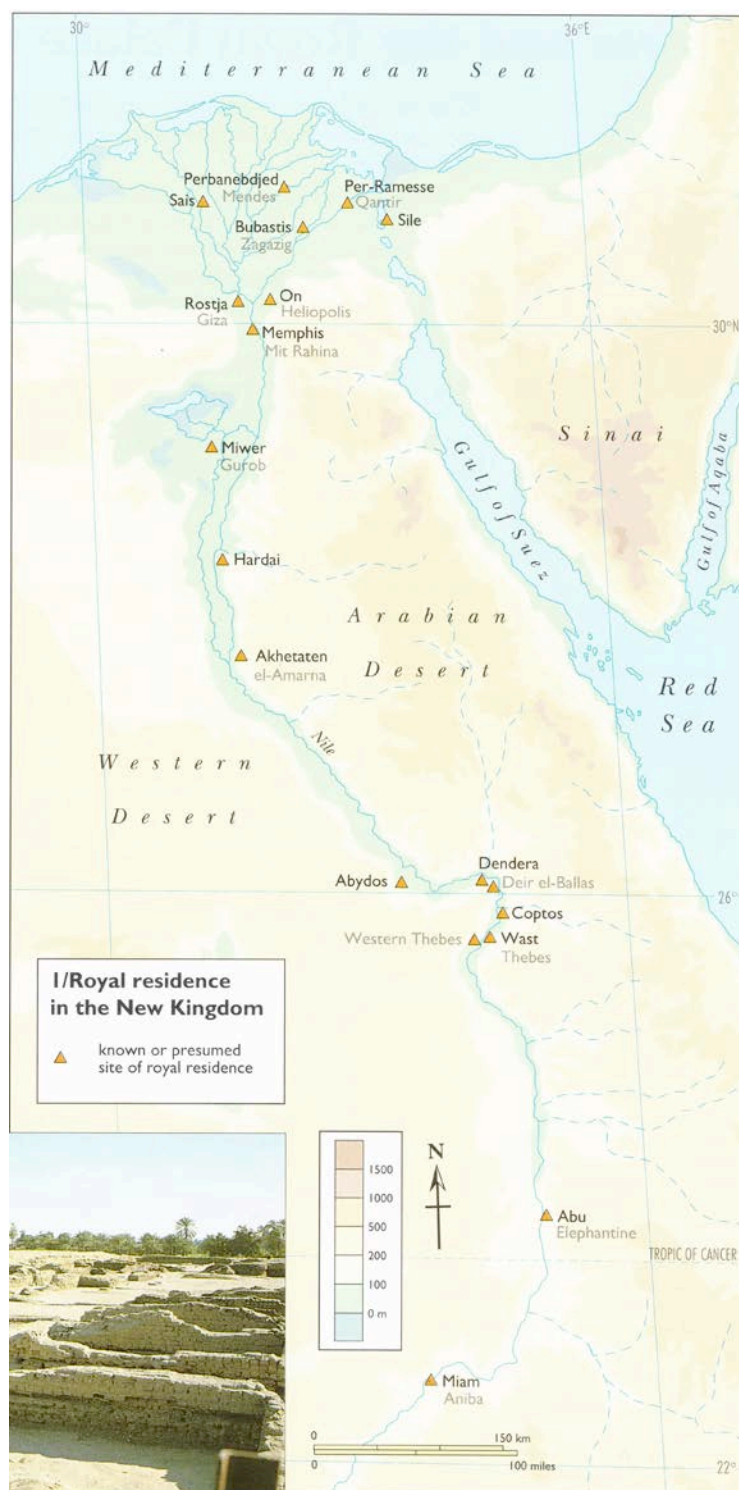 30°
36°E
Mediterranean Sea
Perbanebdjed
Mendes
Sais
Per-Ramesse
Qantir
Bubastis
Zagazig
Sile
Rostja
Giza
On
Heliopolis
Memphis
Mit Rahina
30°N
Miwer
Gurob
Sinai
Gulf of Suez
Gulf of Aqaba
Hardai
Arabian
Desert
Akhetaten
el-Amarna
Red
Sea
Nile
Western
Desert
Dendera
Abydos
Deir el-Ballas
26°
Coptos
Western Thebes
Wast
Thebes
1/Royal residence
in the New Kingdom
known or presumed
site of royal residence
N
1500
1000
500
200
100
0 m
Abu
Elephantine
TROPIC OF CANCER
Miam
Aniba
0 150 km
0 100 miles
22°